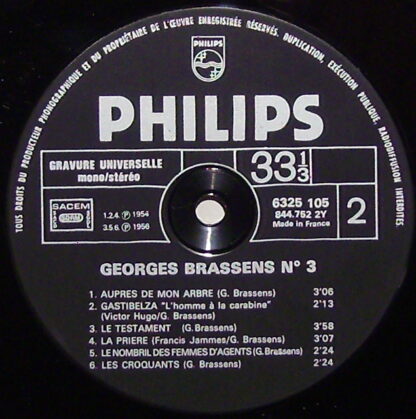 TOUS DROITS DU PRODUCTEUR PHONOGRAPHIQUE ET DU PROPRIÉTAIRE DE L'ŒUVRE ENREGISTRÉE RÉSERVÉS. DUPLICATION, EXÉCUTION PUBLIQUE, RADIODIFFUSION INTERDITES
PHILIPS
PHILIPS
GRAVURE UNIVERSELLE
mono/stéréo
33 1/3
SACEM
1.2.4. Ⓟ 1954
3.5.6. Ⓟ 1956
6325 105
844.752 2Y
Made in France
2
GEORGES BRASSENS N° 3
1. AUPRES DE MON ARBRE (G. Brassens) 3'06
2. GASTIBELZA "L'homme à la carabine" 2'13
(Victor Hugo/G. Brassens)
3. LE TESTAMENT (G. Brassens) 3'58
4. LA PRIERE (Francis Jammes/G. Brassens) 3'07
5. LE NOMBRIL DES FEMMES D'AGENTS (G. Brassens) 2'24
6. LES CROQUANTS (G. Brassens) 2'24